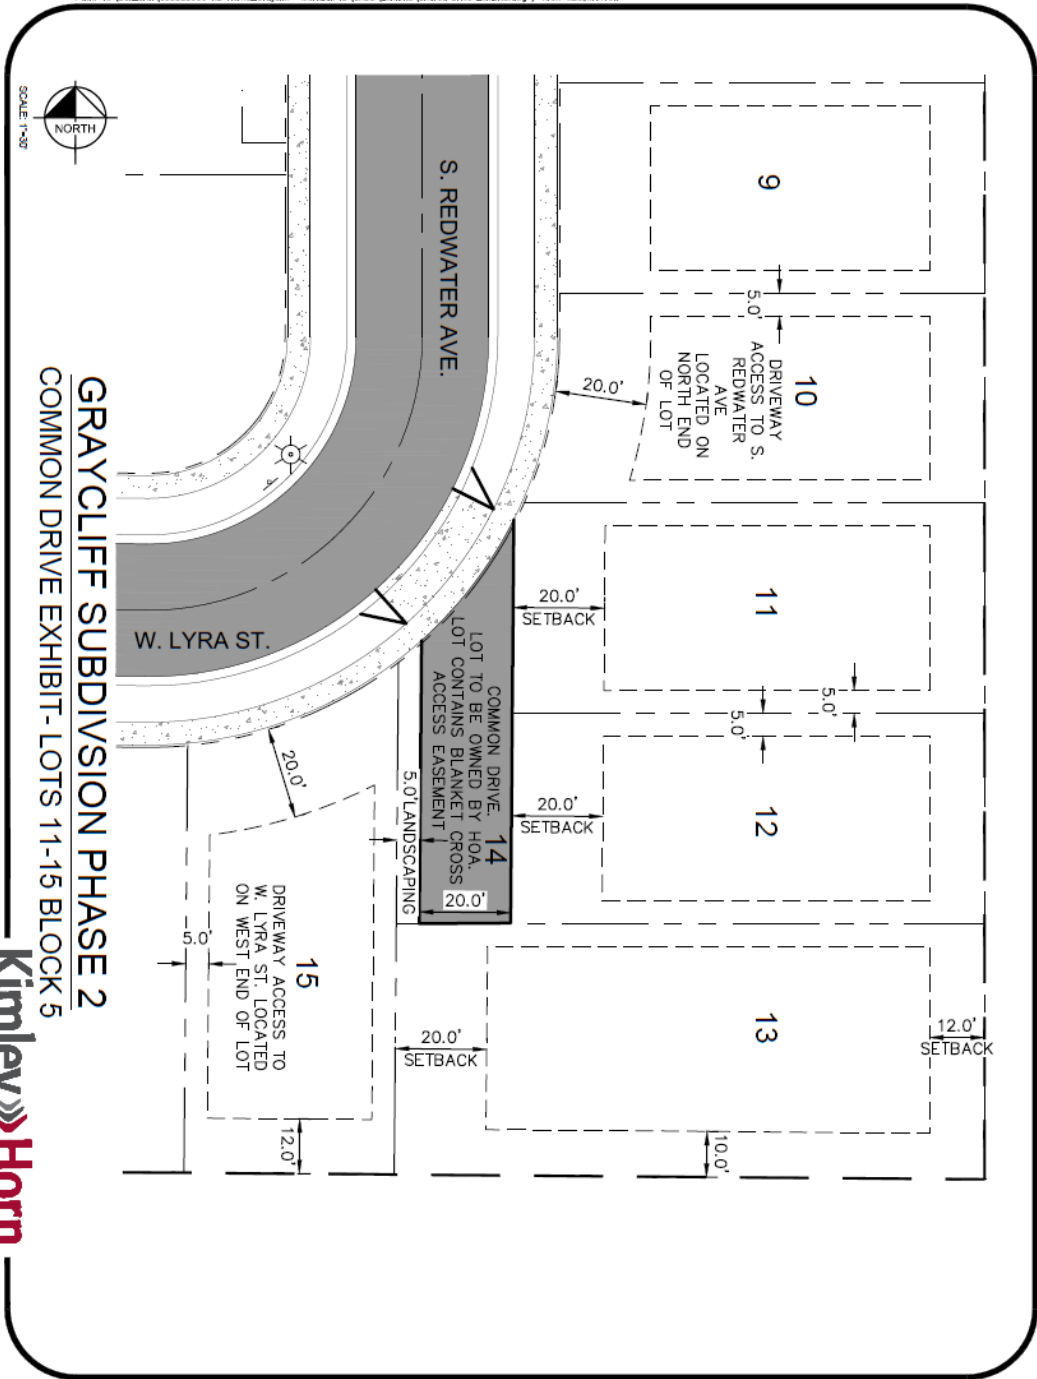 NORTH
SCALE: 1"=30'
S. REDWATER AVE.
W. LYRA ST.
9
5.0'
10
DRIVEWAY
ACCESS TO S.
REDWATER
AVE
LOCATED ON
NORTH END
OF LOT
20.0'
11
20.0'
SETBACK
5.0'
5.0'
12
20.0'
SETBACK
COMMON DRIVE.
LOT TO BE OWNED BY HOA.
LOT CONTAINS BLANKET CROSS
ACCESS EASEMENT
14
20.0'
5.0' LANDSCAPING
13
12.0'
SETBACK
20.0'
SETBACK
10.0'
20.0'
15
DRIVEWAY ACCESS TO
W. LYRA ST. LOCATED
ON WEST END OF LOT
5.0'
12.0'
GRAYCLIFF SUBDIVSION PHASE 2
COMMON DRIVE EXHIBIT- LOTS 11-15 BLOCK 5
Kimley»Horn